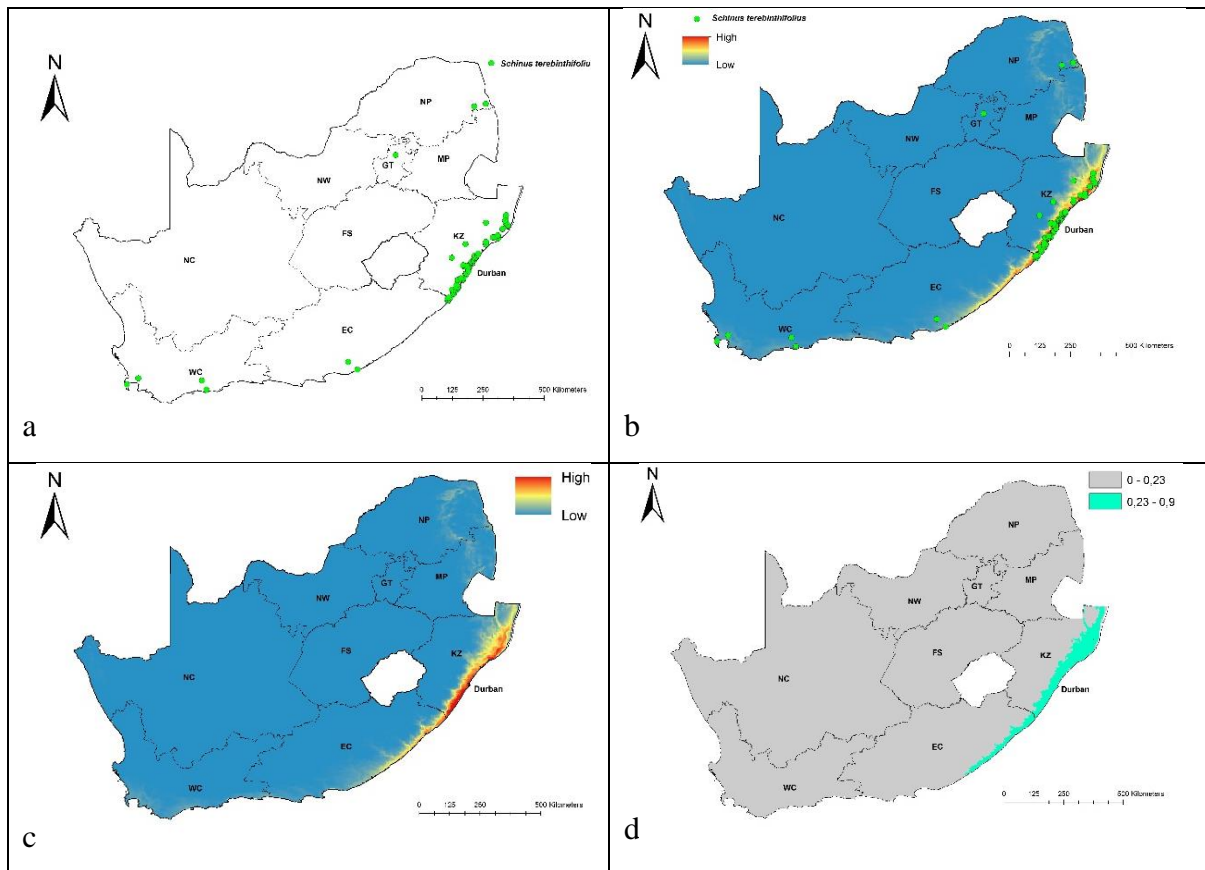 N
Schinus terebinthifoliu
NP
GT
MP
NW
FS
KZ
NC
Durban
EC
WC
0 125 250 500 Kilometers
a
Schinus terebinthifolius
High
Low
N
NP
GT
MP
NW
FS
KZ
NC
Durban
EC
WC
0 125 250 500 Kilometers
b
N
High
Low
NP
GT
MP
NW
FS
KZ
NC
Durban
EC
WC
0 125 250 500 Kilometers
c
N
0 - 0,23
0,23 - 0,9
NP
GT
MP
NW
FS
KZ
NC
Durban
EC
WC
0 125 250 500 Kilometers
d